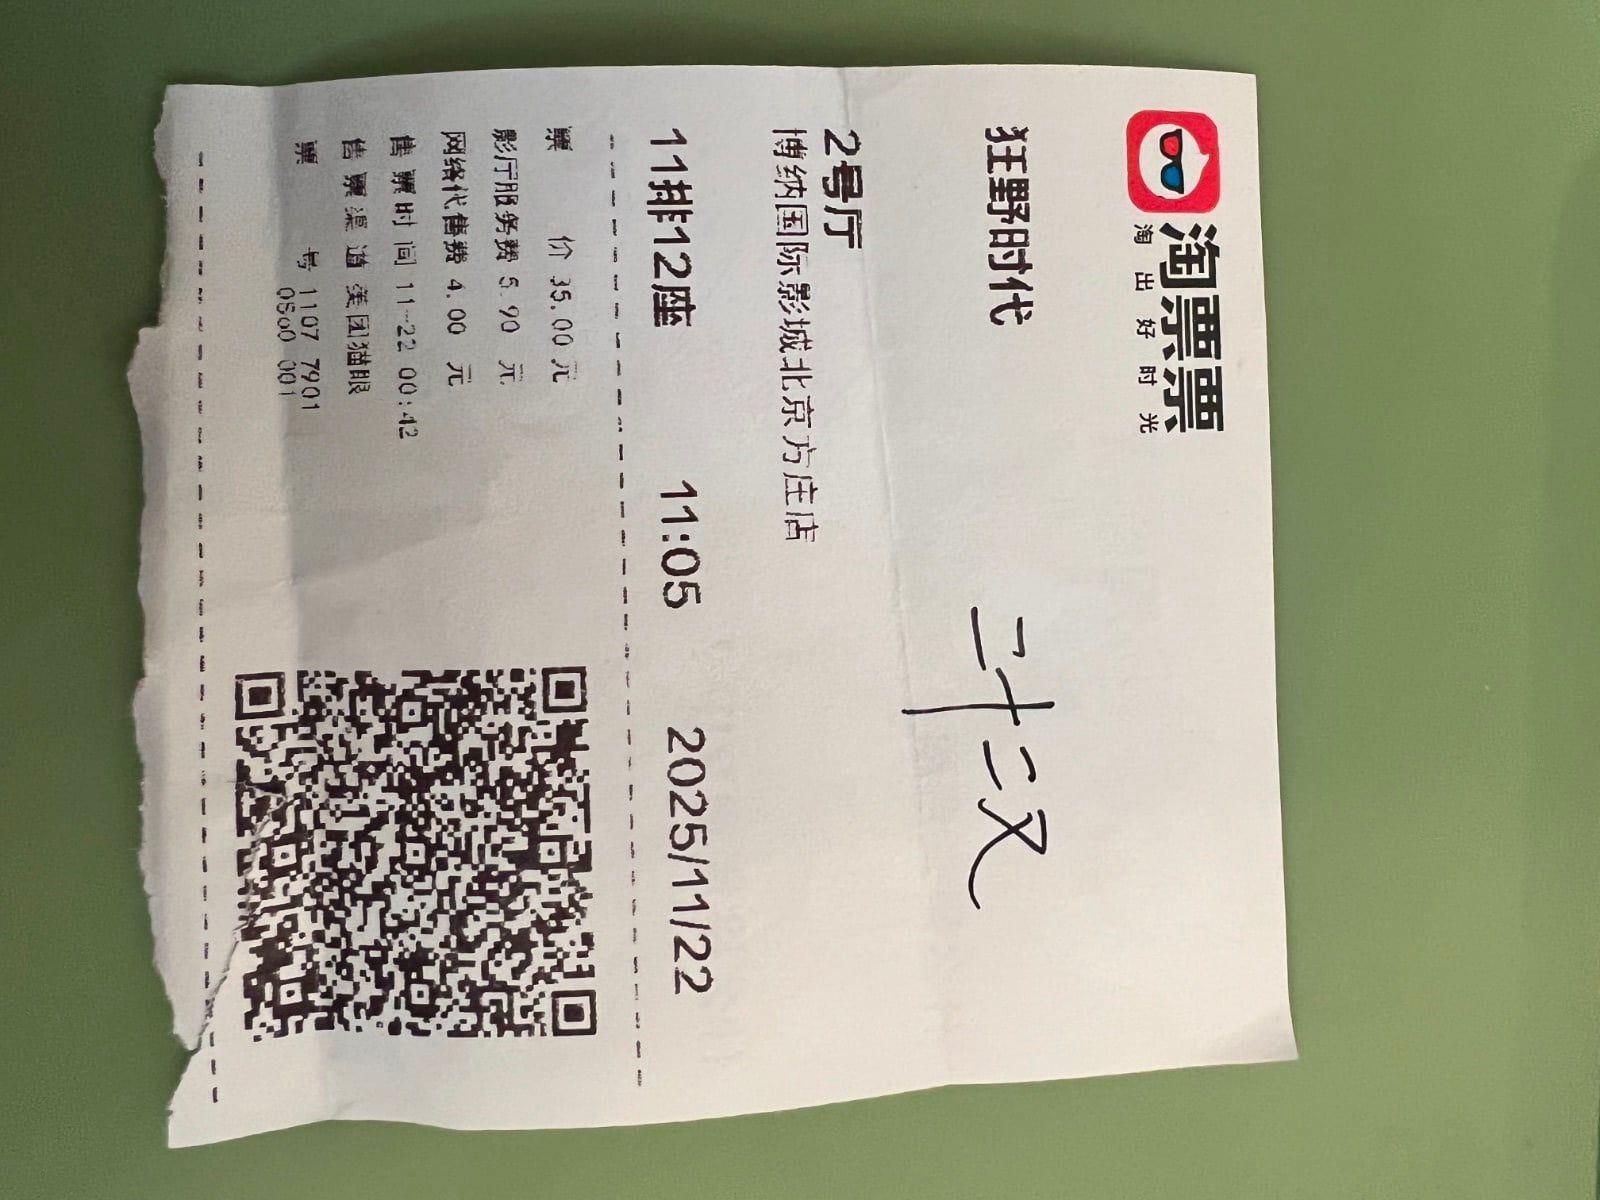 淘票票
淘出好时光
狂野时代
二十
2号厅
博纳国际影城北京方庄店
11排12座 11:05 2025/11/22
票 价 35.00 元
影厅服务费 5.90 元
网络代售费 4.00 元
售票时间 11-22 00:42
售票渠道 美团猫眼
票 号 1107 7901
001